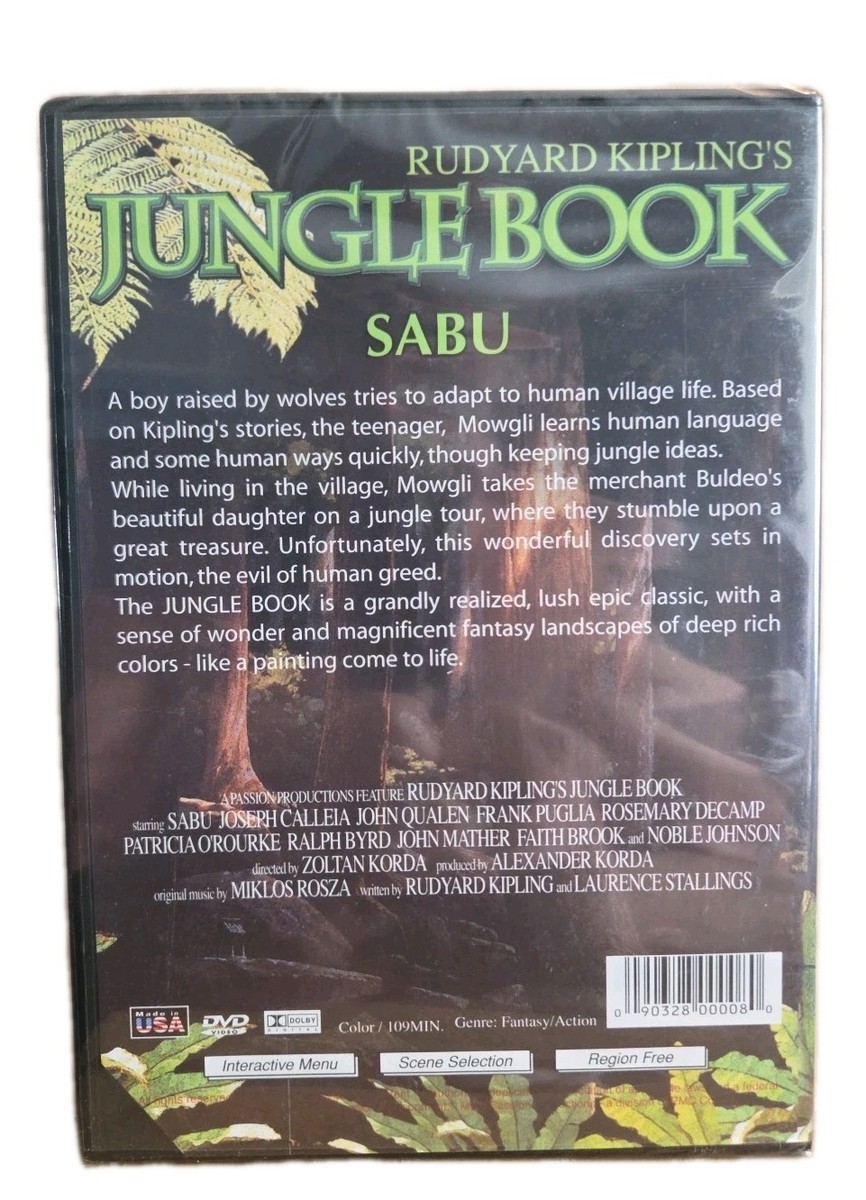 RUDYARD KIPLING'S
JUNGLE BOOK
SABU
A boy raised by wolves tries to adapt to human village life. Based
on Kipling's stories, the teenager, Mowgli learns human language
and some human ways quickly, though keeping jungle ideas.
While living in the village, Mowgli takes the merchant Buldeo's
beautiful daughter on a jungle tour, where they stumble upon a
great treasure. Unfortunately, this wonderful discovery sets in
motion, the evil of human greed.
The JUNGLE BOOK is a grandly realized, lush epic classic, with a
sense of wonder and magnificent fantasy landscapes of deep rich
colors - like a painting come to life.
A PASSION PRODUCTIONS FEATURE RUDYARD KIPLING'S JUNGLE BOOK
starring SABU JOSEPH CALLEIA JOHN QUALEN FRANK PUGLIA ROSEMARY DECAMP
PATRICIA O'ROURKE RALPH BYRD JOHN MATHER FAITH BROOK and NOBLE JOHNSON
directed by ZOLTAN KORDA produced by ALEXANDER KORDA
original music by MIKLOS ROSZA written by RUDYARD KIPLING and LAURENCE STALLINGS
Made in
USA
DVD
VIDEO
DOLBY
DIGITAL
Color / 109MIN. Genre: Fantasy/Action
0 90328 00008 0
Interactive Menu Scene Selection Region Free
All rights a federal
a division